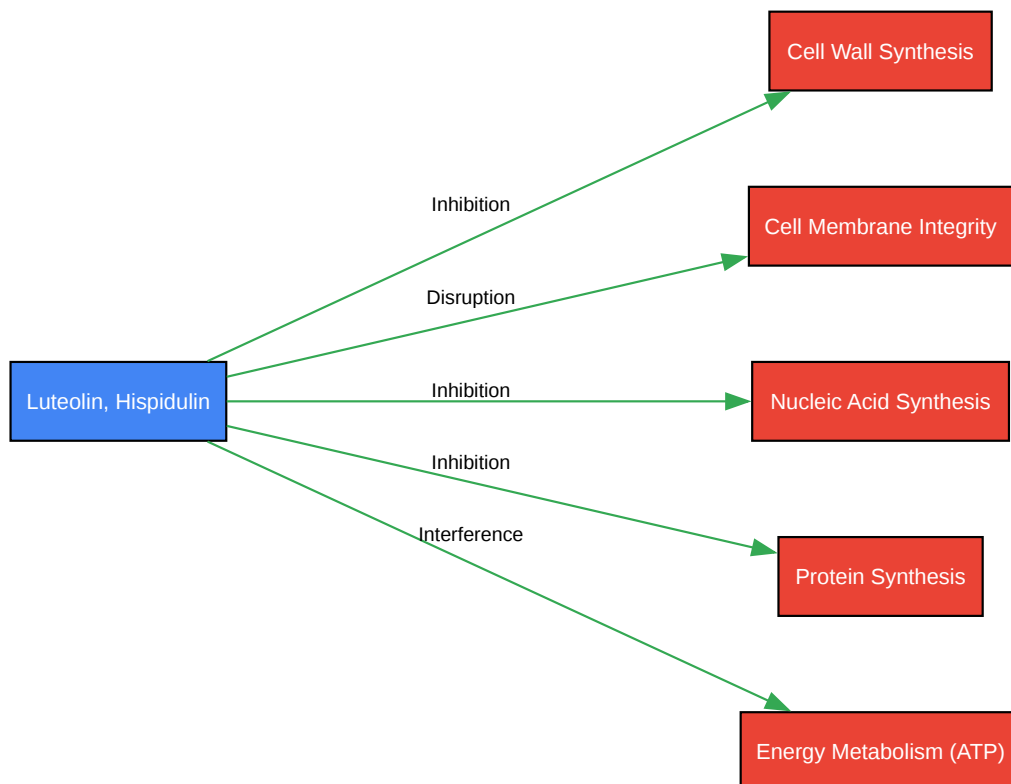 Cell Wall Synthesis
Inhibition
Cell Membrane Integrity
Disruption
Luteolin, Hispidulin
Inhibition
Nucleic Acid Synthesis
Inhibition
Interference
Protein Synthesis
Energy Metabolism (ATP)